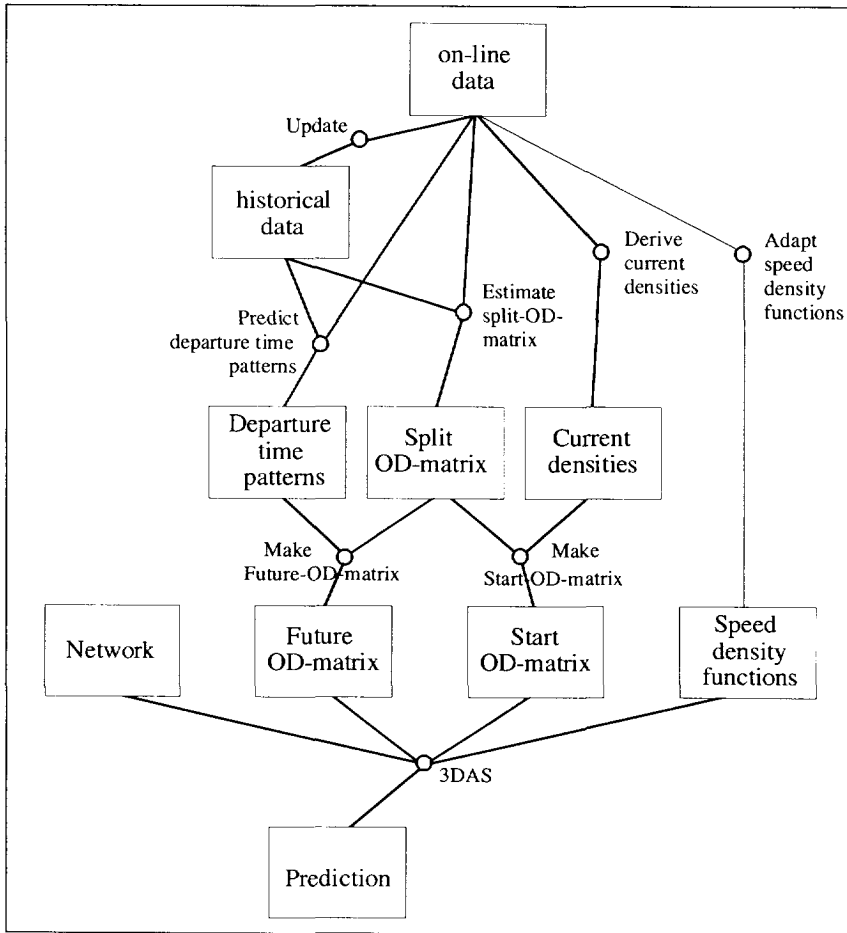 on-line
data
Update
historical
data
Derive
current
densities
Adapt
speed
density
functions
Estimate
split-OD-
matrix
Predict
departure time
patterns
Departure
time
patterns
Split
OD-matrix
Current
densities
Make
Future-OD-matrix
Make
Start-OD-matrix
Network
Future
OD-matrix
Start
OD-matrix
Speed
density
functions
3DAS
Prediction